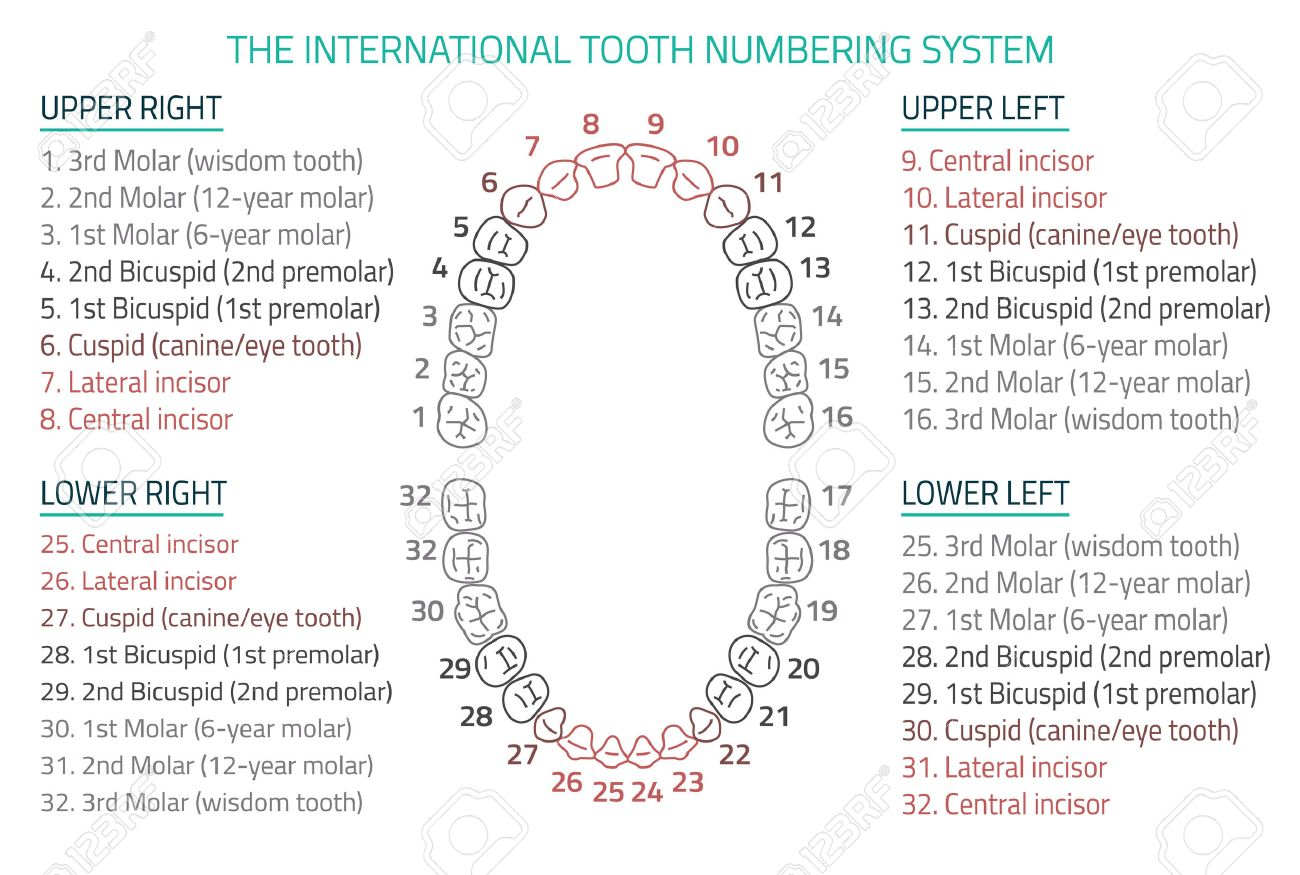 THE INTERNATIONAL TOOTH NUMBERING SYSTEM
UPPER RIGHT
1. 3rd Molar (wisdom tooth)
2. 2nd Molar (12-year molar)
3. 1st Molar (6-year molar)
4. 2nd Bicuspid (2nd premolar)
5. 1st Bicuspid (1st premolar)
6. Cuspid (canine/eye tooth)
7. Lateral incisor
8. Central incisor
LOWER RIGHT
25. Central incisor
26. Lateral incisor
27. Cuspid (canine/eye tooth)
28. 1st Bicuspid (1st premolar)
29. 2nd Bicuspid (2nd premolar)
30. 1st Molar (6-year molar)
31. 2nd Molar (12-year molar)
32. 3rd Molar (wisdom tooth)
1
2
3
4
5
6
7
8
9
10
11
12
13
14
15
16
17
18
19
20
21
22
23
24
25
26
27
28
29
30
32
32
UPPER LEFT
9. Central incisor
10. Lateral incisor
11. Cuspid (canine/eye tooth)
12. 1st Bicuspid (1st premolar)
13. 2nd Bicuspid (2nd premolar)
14. 1st Molar (6-year molar)
15. 2nd Molar (12-year molar)
16. 3rd Molar (wisdom tooth)
LOWER LEFT
25. 3rd Molar (wisdom tooth)
26. 2nd Molar (12-year molar)
27. 1st Molar (6-year molar)
28. 2nd Bicuspid (2nd premolar)
29. 1st Bicuspid (1st premolar)
30. Cuspid (canine/eye tooth)
31. Lateral incisor
32. Central incisor
123RF
123RF
123RF
123RF
123RF
123RF
123RF
123RF
123RF